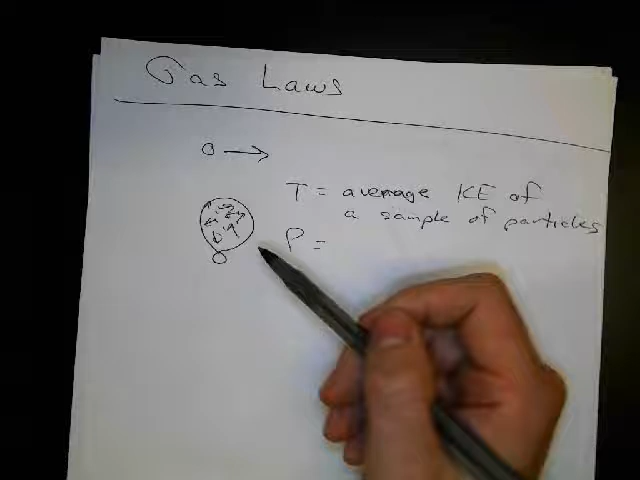 Gas Laws
T = average KE of
a sample of particles
P =